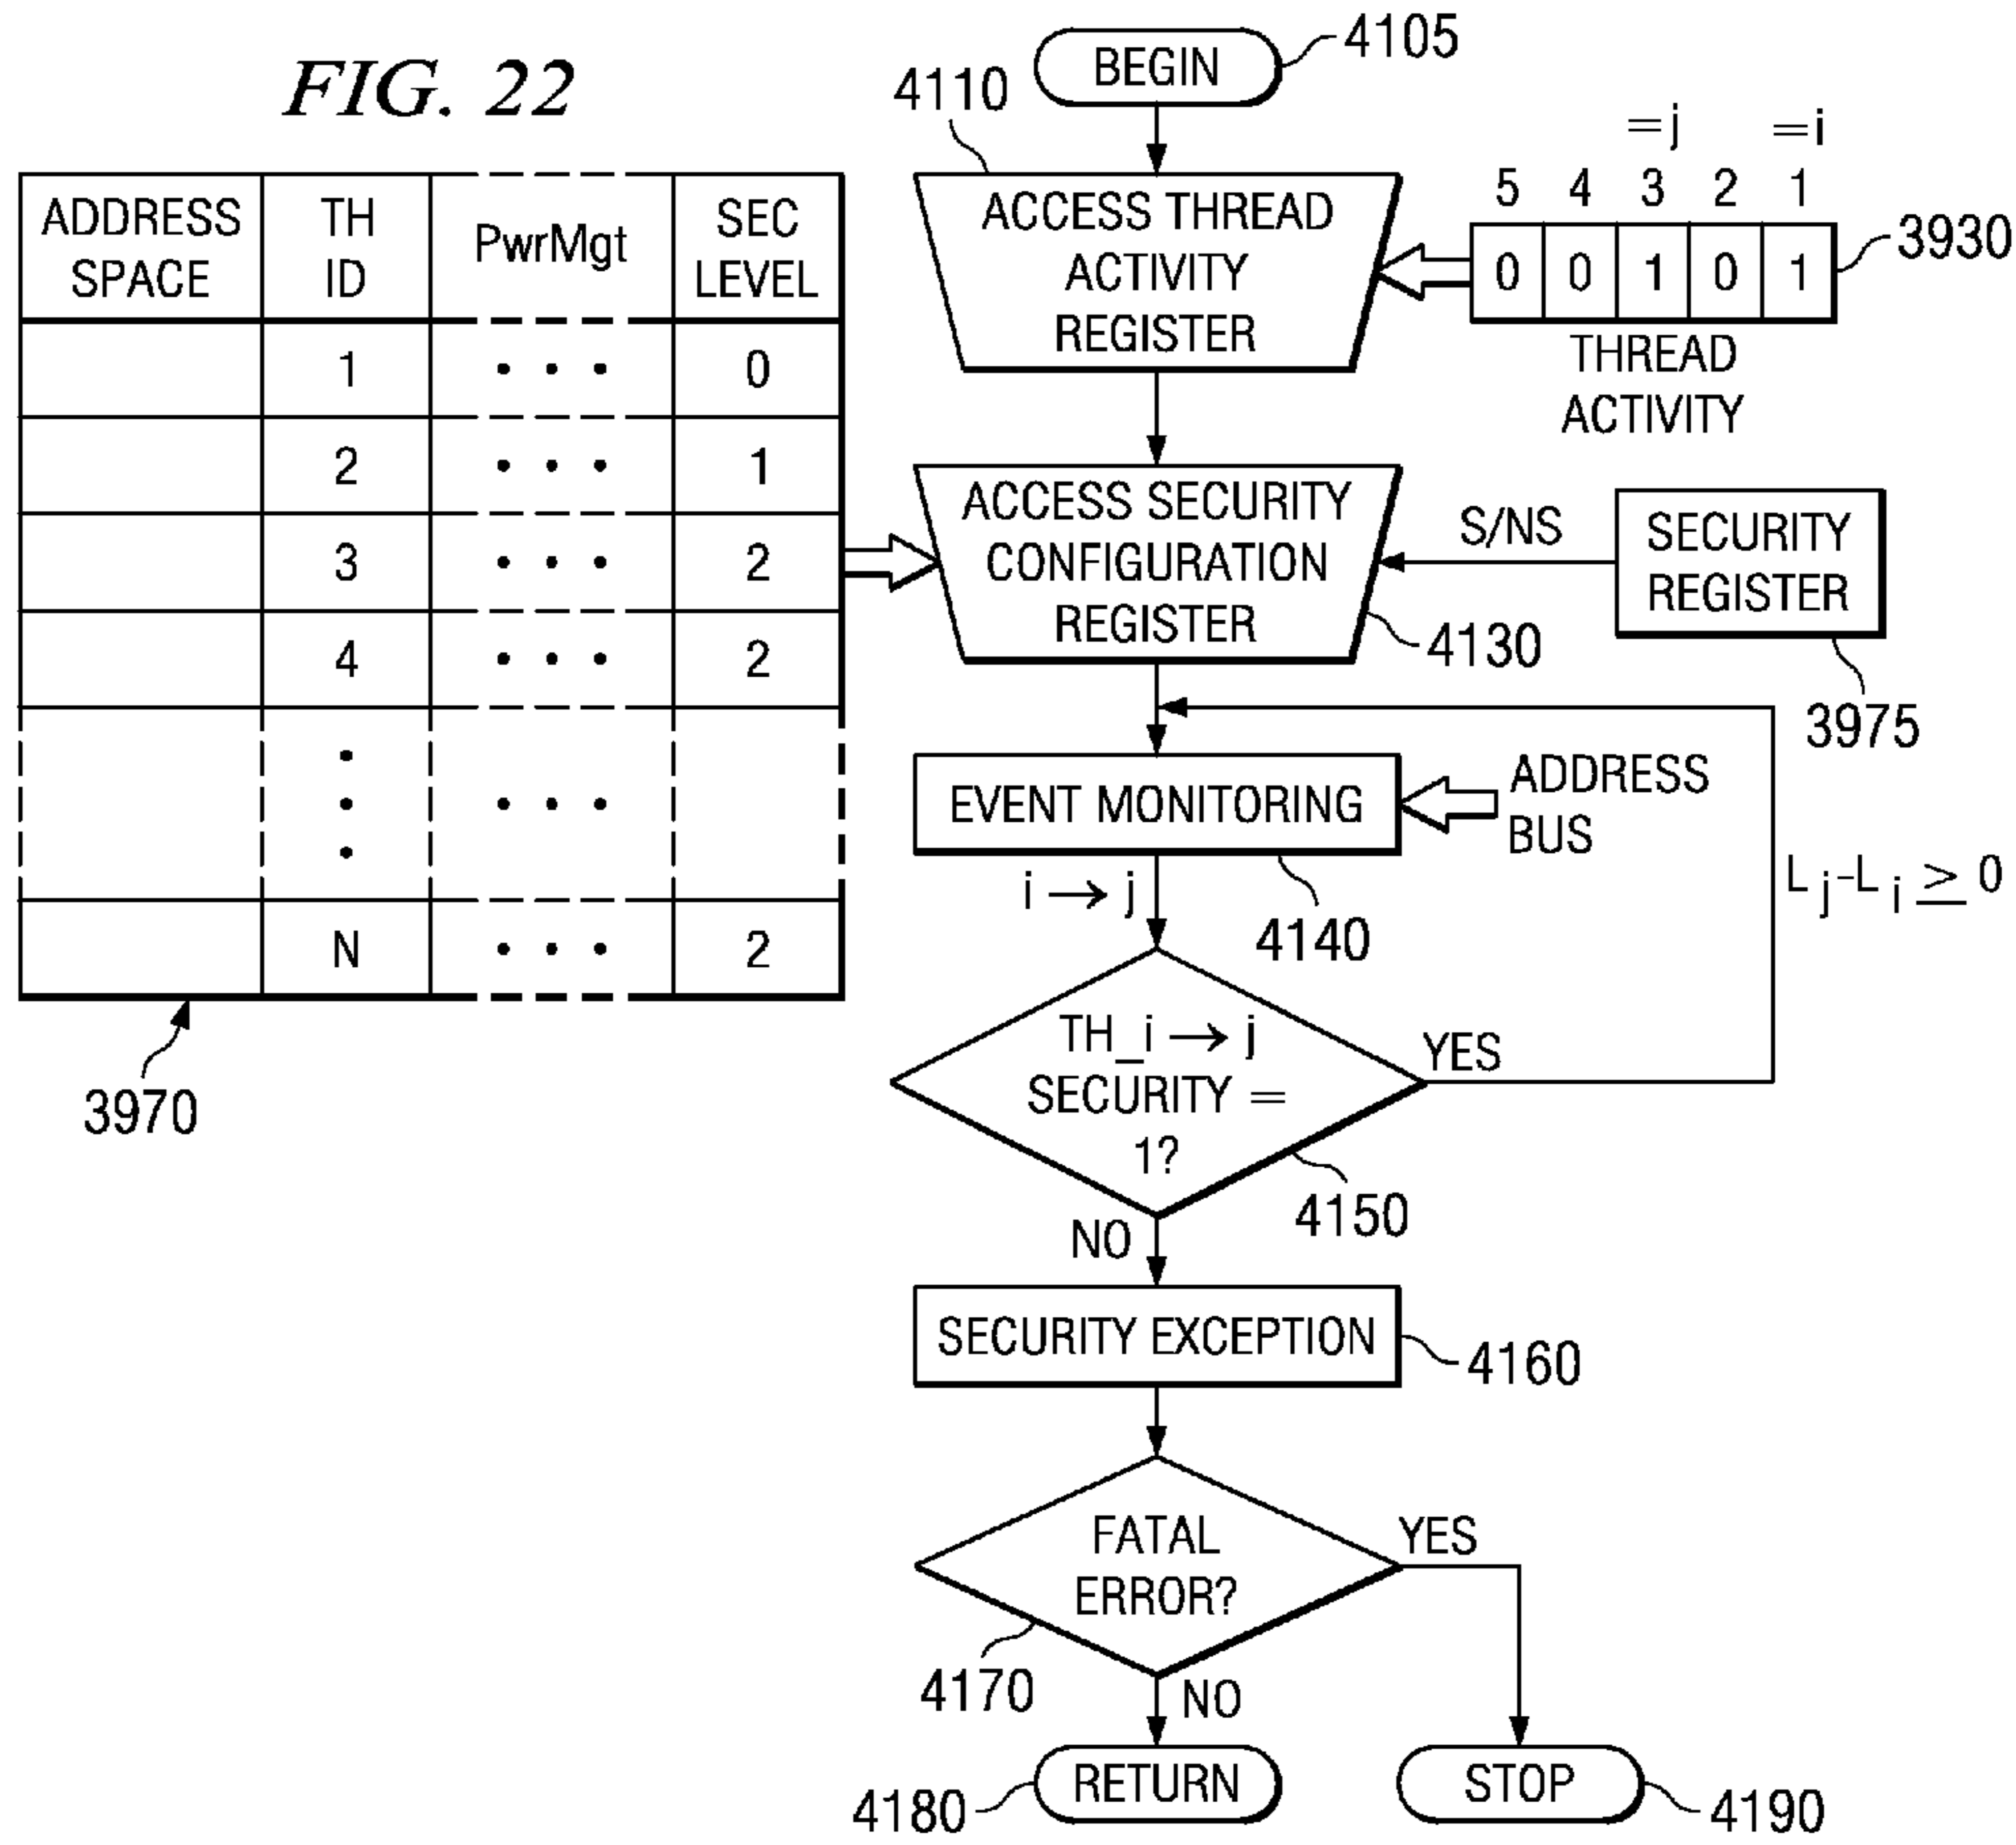 FIG. 22
ADDRESS SPACE | TH ID | PwrMgt | SEC LEVEL
1 | • • • | 0
2 | • • • | 1
3 | • • • | 2
4 | • • • | 2
• • • | • • •
N | • • • | 2
3970
BEGIN
4105
4110
ACCESS THREAD
ACTIVITY
REGISTER
=j =i
5 4 3 2 1
0 0 1 0 1
3930
THREAD
ACTIVITY
ACCESS SECURITY
CONFIGURATION
REGISTER
4130
S/NS
SECURITY
REGISTER
3975
EVENT MONITORING
ADDRESS
BUS
4140
i → j
L j-L i ≥ 0
TH_i → j
SECURITY =
1?
YES
4150
NO
SECURITY EXCEPTION
4160
FATAL
ERROR?
YES
4170
NO
RETURN
4180
STOP
4190